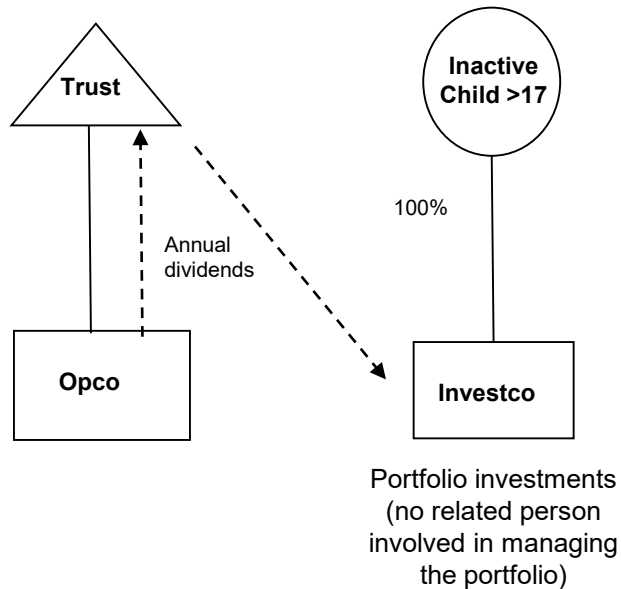 Trust
Inactive
Child >17
100%
Annual
dividends
Opco
Investco
Portfolio investments
(no related person
involved in managing
the portfolio)